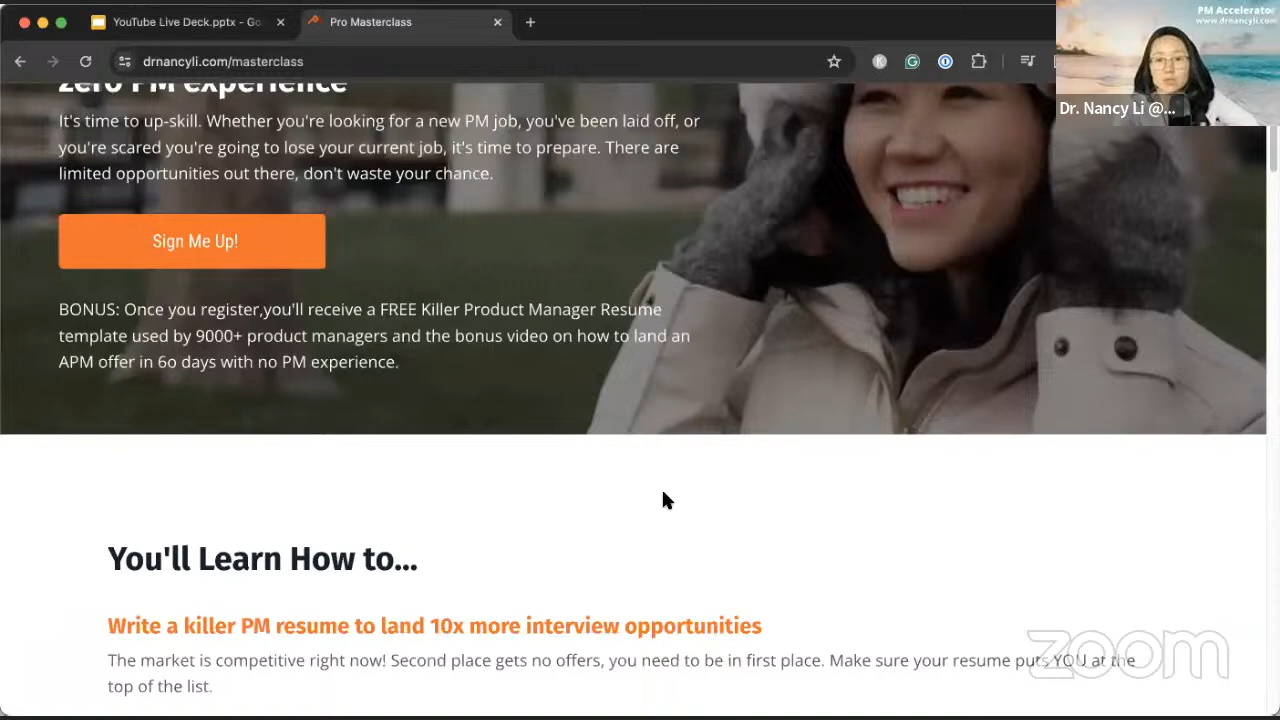 YouTube Live Deck.pptx - Go
Pro Masterclass
PM Accelerator
www.drnancyli.com
drnancyli.com/masterclass
Dr. Nancy Li @...
zero PM experience
It's time to up-skill. Whether you're looking for a new PM job, you've been laid off, or
you're scared you're going to lose your current job, it's time to prepare. There are
limited opportunities out there, don't waste your chance.
Sign Me Up!
BONUS: Once you register,you'll receive a FREE Killer Product Manager Resume
template used by 9000+ product managers and the bonus video on how to land an
APM offer in 6o days with no PM experience.
You'll Learn How to...
Write a killer PM resume to land 10x more interview opportunities
The market is competitive right now! Second place gets no offers, you need to be in first place. Make sure your resume puts YOU at the
top of the list.
zoom